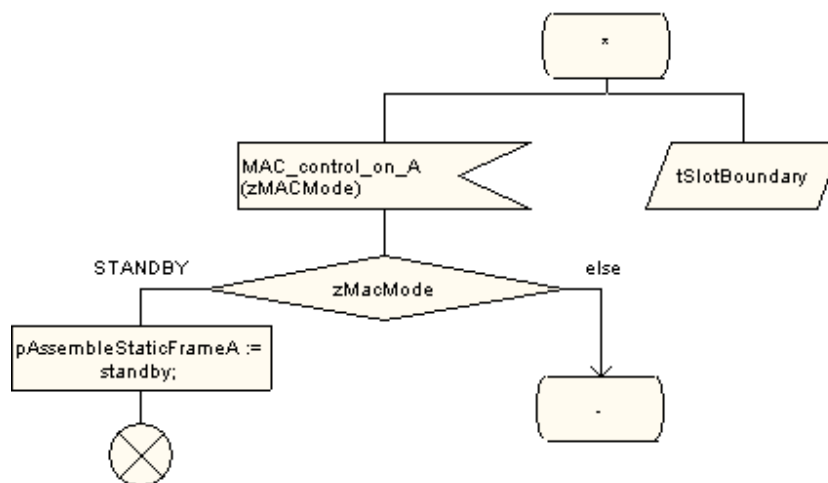 *
MAC_control_on_A
(zMACMode)
tSlotBoundary
STANDBY
zMacMode
else
pAssembleStaticFrameA :=
standby;
-